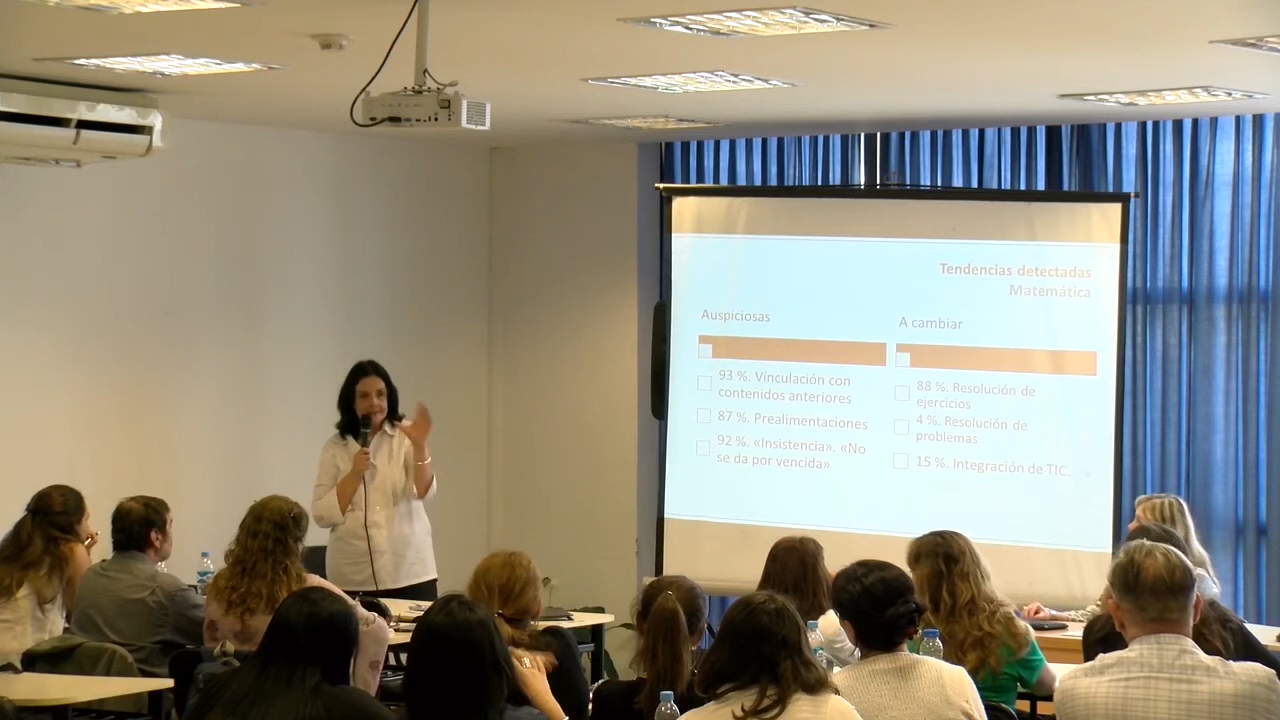 Tendencias detectadas
Matemática
Auspiciosas
93 %. Vinculación con
contenidos anteriores
87 %. Prealimentaciones
92 %. «Insistencia». «No
se da por vencida»
A cambiar
88 %. Resolución de
ejercicios
4 %. Resolución de
problemas
15 %. Integración de TIC.